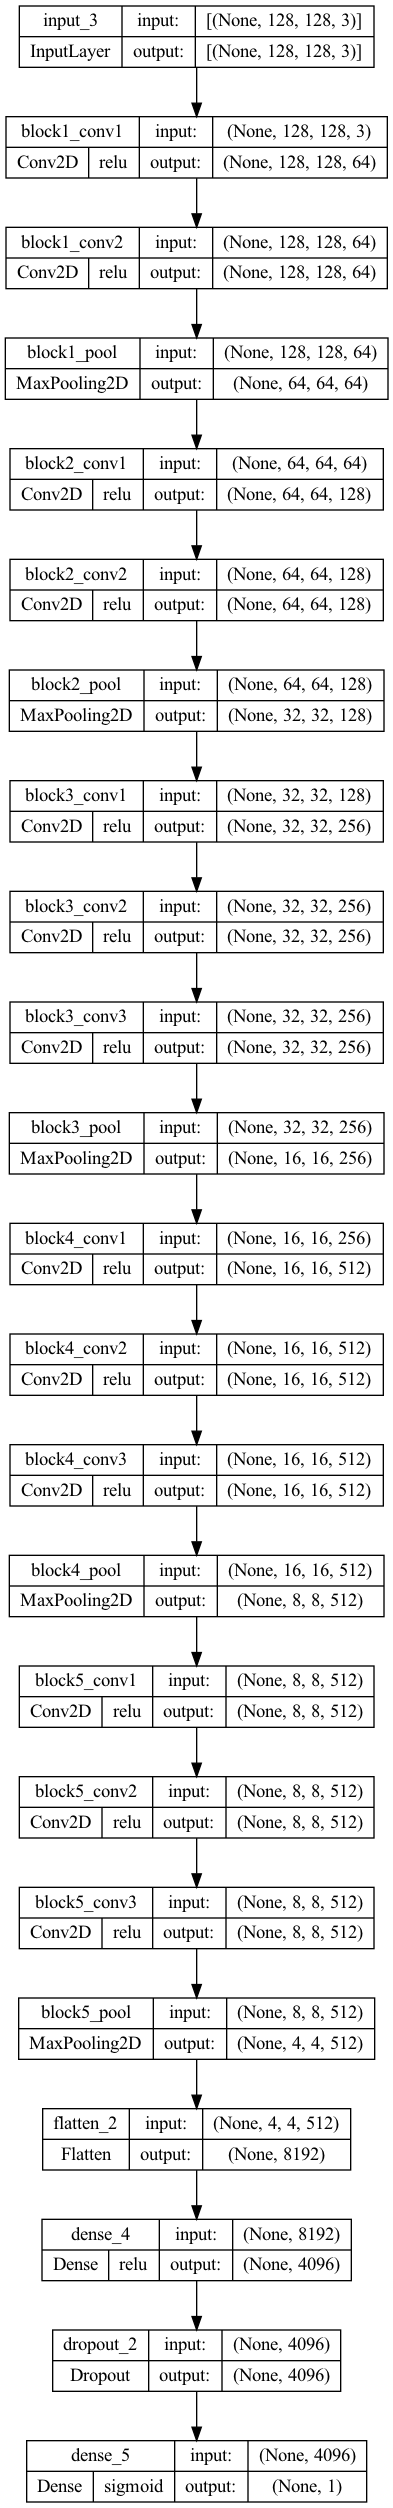 input_3 input: [(None, 128, 128, 3)]
InputLayer output: [(None, 128, 128, 3)]
block1_conv1 input: (None, 128, 128, 3)
Conv2D relu output: (None, 128, 128, 64)
block1_conv2 input: (None, 128, 128, 64)
Conv2D relu output: (None, 128, 128, 64)
block1_pool input: (None, 128, 128, 64)
MaxPooling2D output: (None, 64, 64, 64)
block2_conv1 input: (None, 64, 64, 64)
Conv2D relu output: (None, 64, 64, 128)
block2_conv2 input: (None, 64, 64, 128)
Conv2D relu output: (None, 64, 64, 128)
block2_pool input: (None, 64, 64, 128)
MaxPooling2D output: (None, 32, 32, 128)
block3_conv1 input: (None, 32, 32, 128)
Conv2D relu output: (None, 32, 32, 256)
block3_conv2 input: (None, 32, 32, 256)
Conv2D relu output: (None, 32, 32, 256)
block3_conv3 input: (None, 32, 32, 256)
Conv2D relu output: (None, 32, 32, 256)
block3_pool input: (None, 32, 32, 256)
MaxPooling2D output: (None, 16, 16, 256)
block4_conv1 input: (None, 16, 16, 256)
Conv2D relu output: (None, 16, 16, 512)
block4_conv2 input: (None, 16, 16, 512)
Conv2D relu output: (None, 16, 16, 512)
block4_conv3 input: (None, 16, 16, 512)
Conv2D relu output: (None, 16, 16, 512)
block4_pool input: (None, 16, 16, 512)
MaxPooling2D output: (None, 8, 8, 512)
block5_conv1 input: (None, 8, 8, 512)
Conv2D relu output: (None, 8, 8, 512)
block5_conv2 input: (None, 8, 8, 512)
Conv2D relu output: (None, 8, 8, 512)
block5_conv3 input: (None, 8, 8, 512)
Conv2D relu output: (None, 8, 8, 512)
block5_pool input: (None, 8, 8, 512)
MaxPooling2D output: (None, 4, 4, 512)
flatten_2 input: (None, 4, 4, 512)
Flatten output: (None, 8192)
dense_4 input: (None, 8192)
Dense relu output: (None, 4096)
dropout_2 input: (None, 4096)
Dropout output: (None, 4096)
dense_5 input: (None, 4096)
Dense sigmoid output: (None, 1)